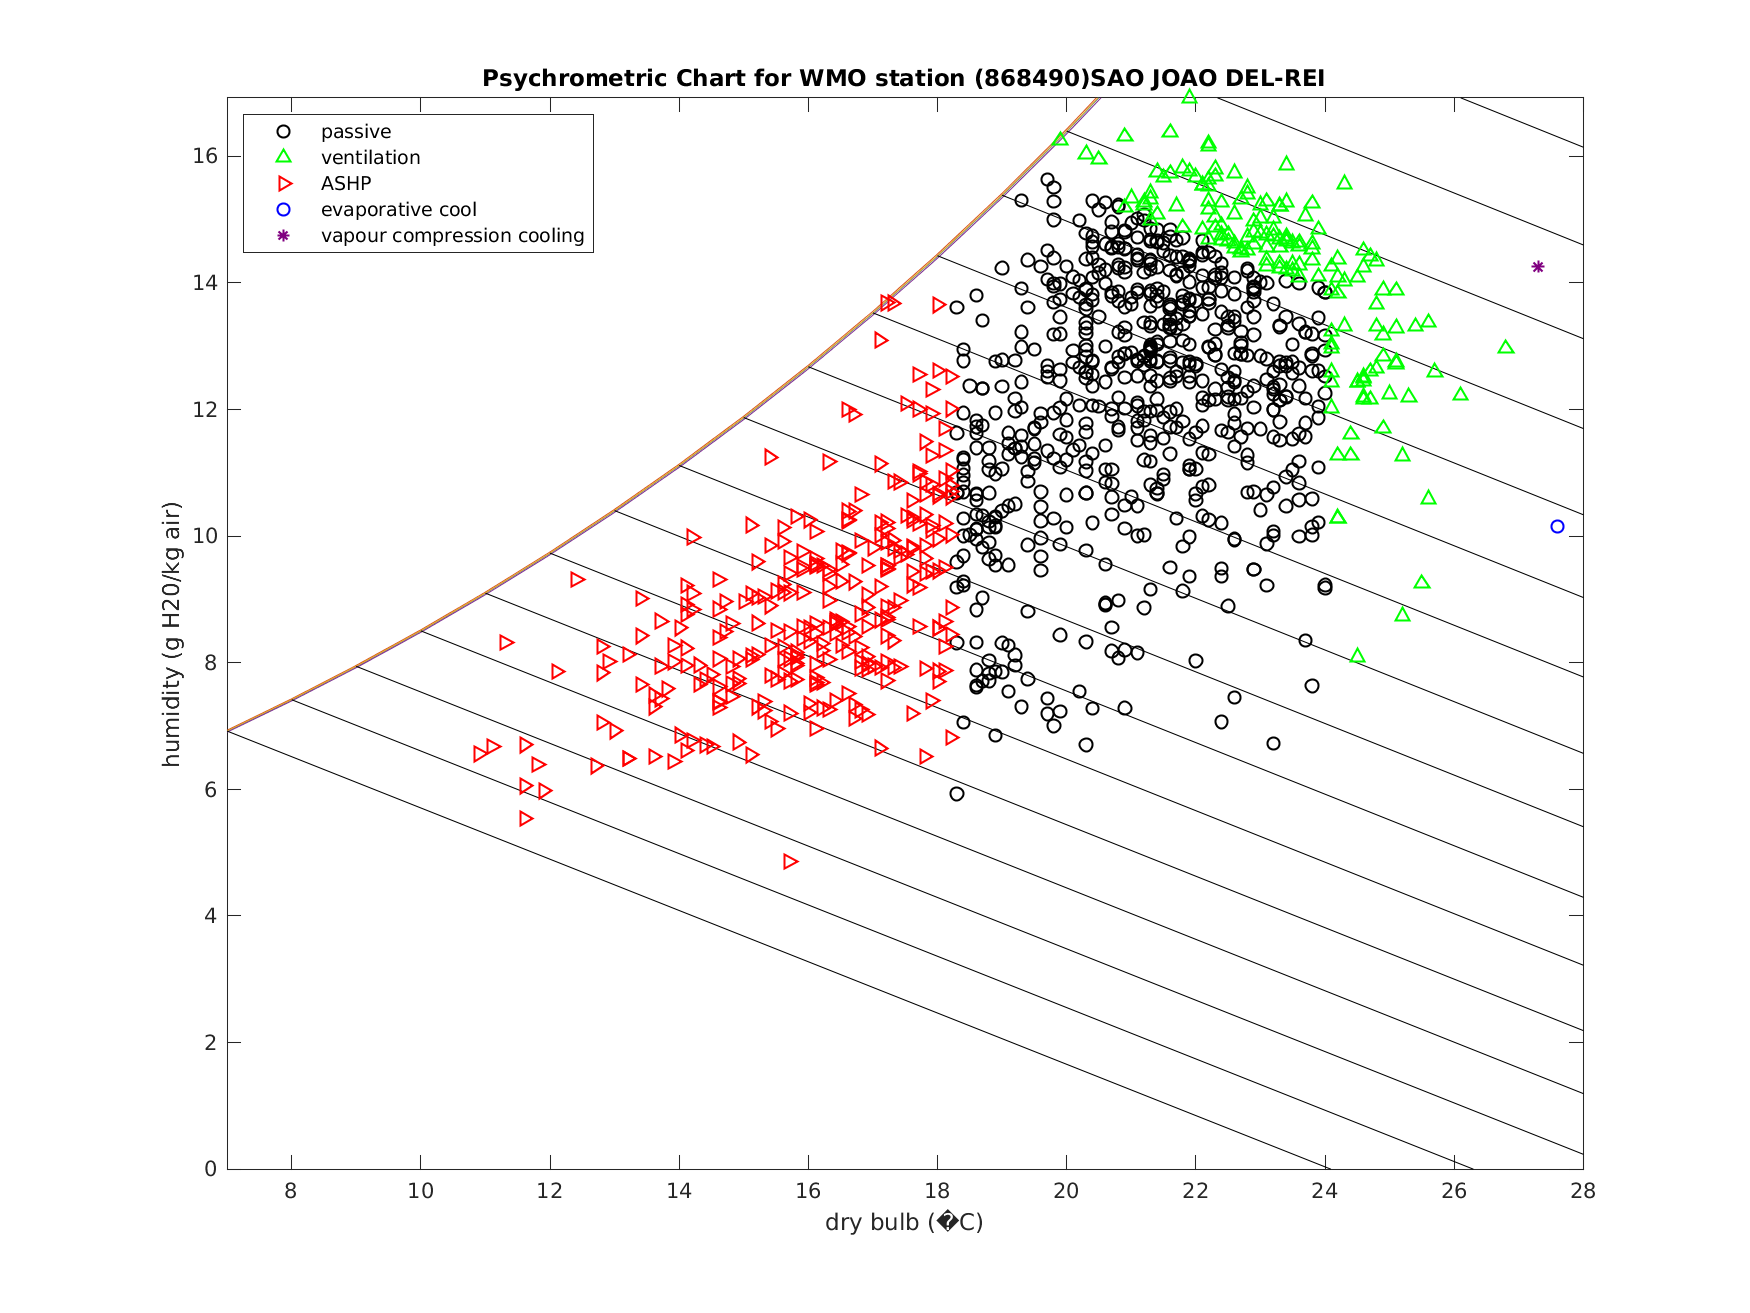 Psychrometric Chart for WMO station (868490)SAO JOAO DEL-REI
passive
ventilation
ASHP
evaporative cool
vapour compression cooling
humidity (g H20/kg air)
16
14
12
10
8
6
4
2
0
8 10 12 14 16 18 20 22 24 26 28
dry bulb (�C)